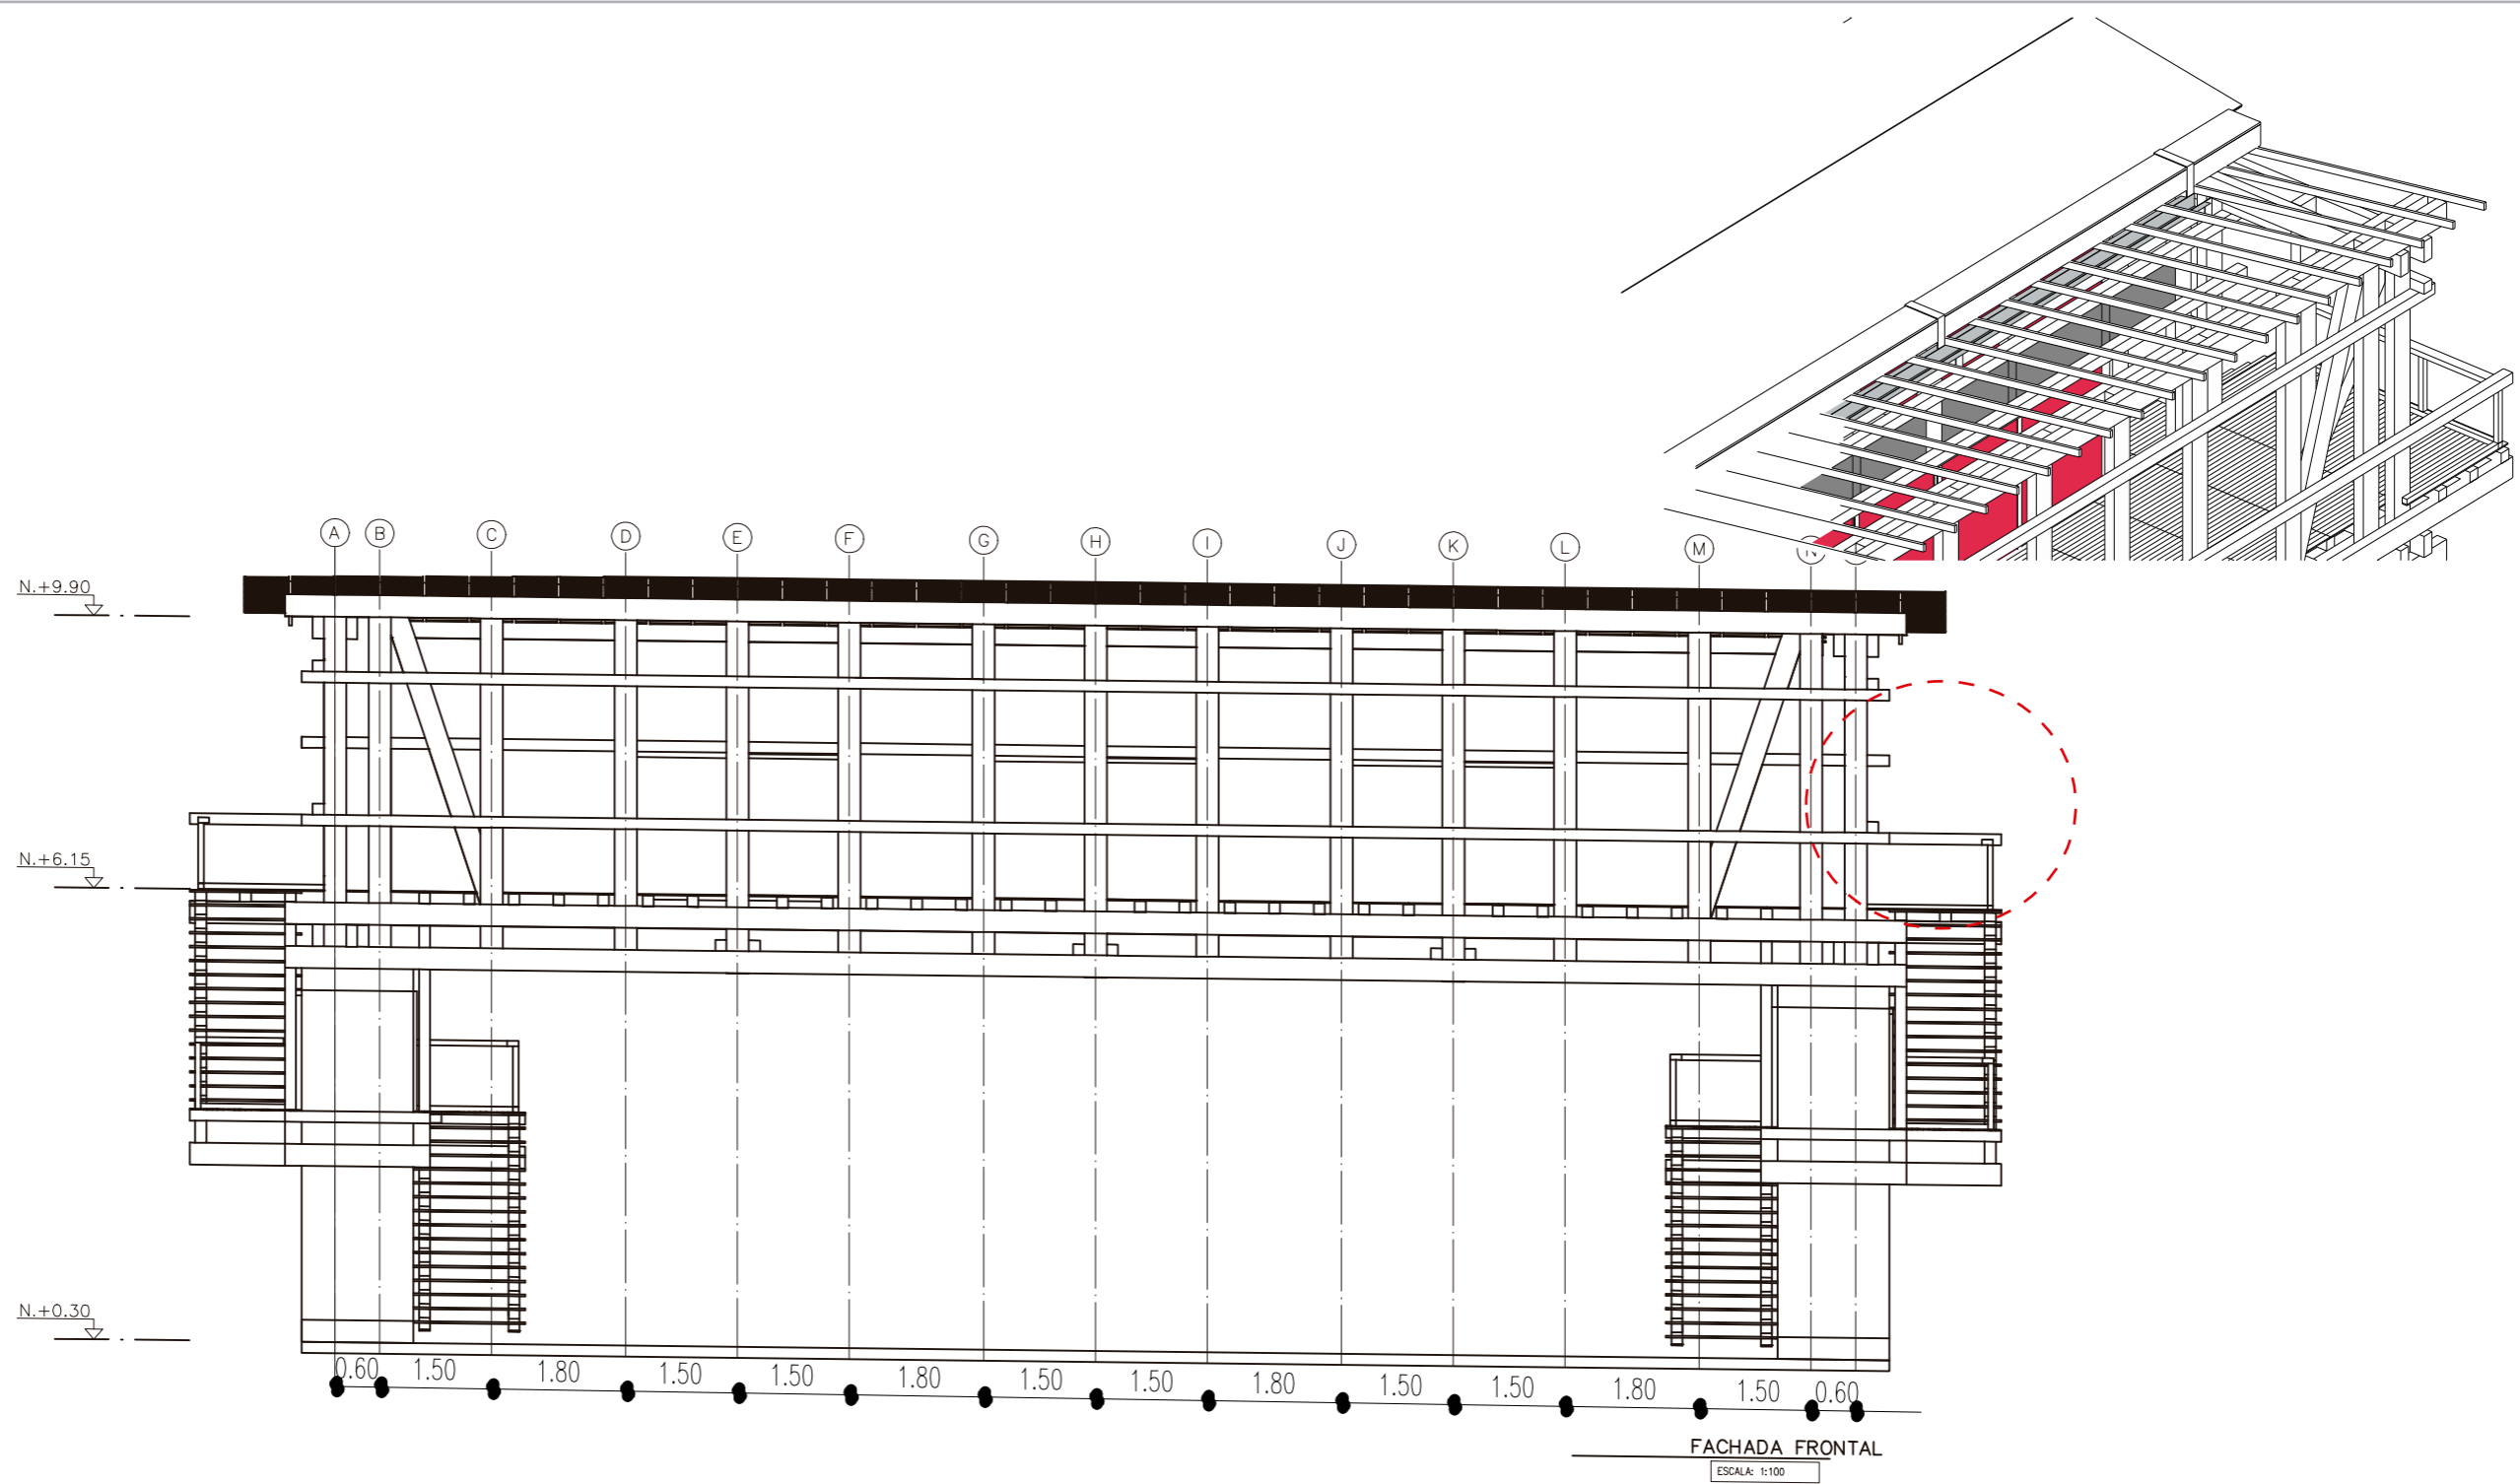 A B C D E F G H I J K L M N
N.+9.90
N.+6.15
N.+0.30
0.60 1.50 1.80 1.50 1.50 1.80 1.50 1.50 1.80 1.50 1.50 1.80 1.50 0.60
FACHADA FRONTAL
ESCALA: 1:100